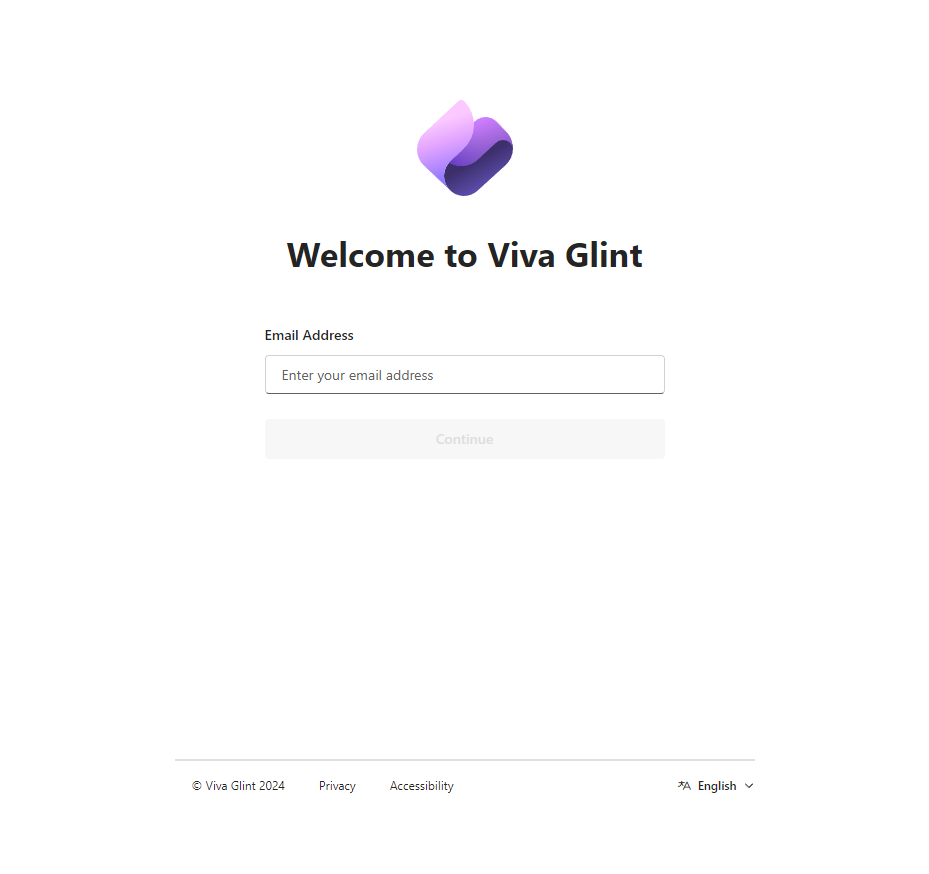 Welcome to Viva Glint
Email Address
Enter your email address
Continue
© Viva Glint 2024 Privacy Accessibility English